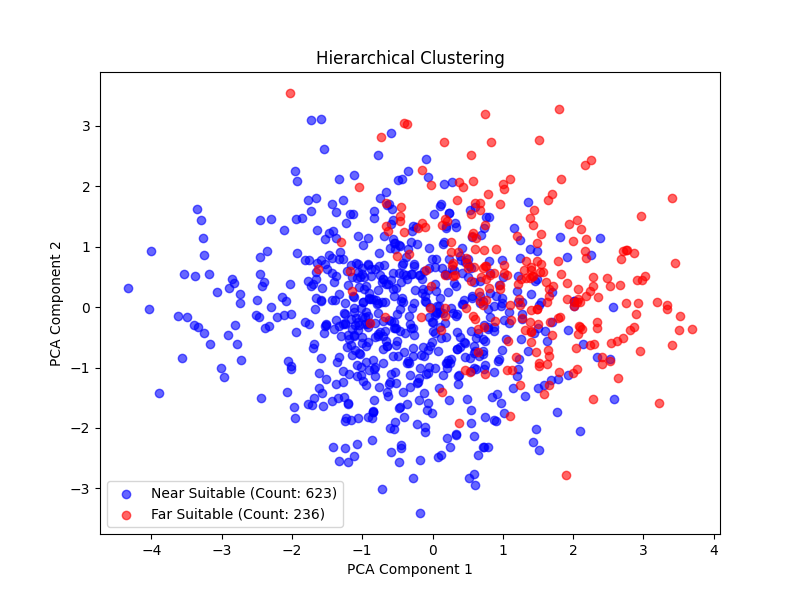 Hierarchical Clustering
PCA Component 2
3
2
1
0
−1
−2
−3
Near Suitable (Count: 623)
Far Suitable (Count: 236)
−4 −3 −2 −1 0 1 2 3 4
PCA Component 1